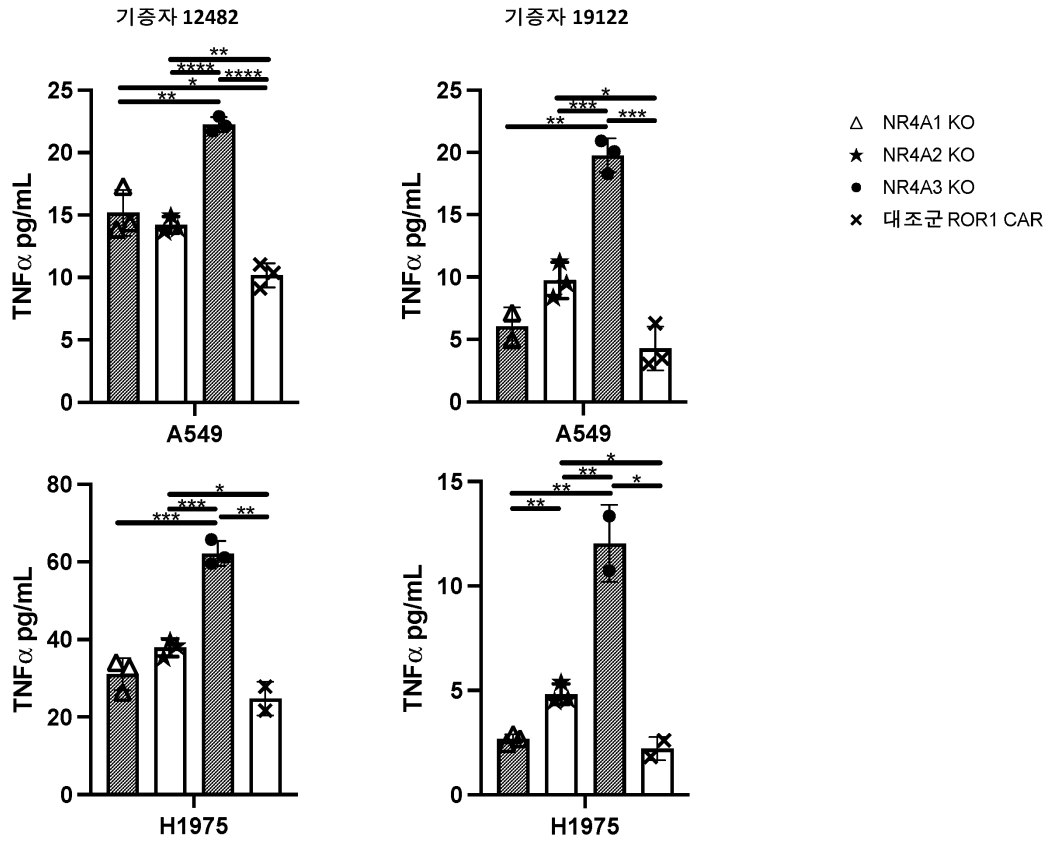 기증자 12482
기증자 19122
** 
**** ****
*
**
TNFα pg/mL
25
20
15
10
5
0
A549
*
***
** ***
TNFα pg/mL
25
20
15
10
5
0
A549
NR4A1 KO
NR4A2 KO
NR4A3 KO
대조군 ROR1 CAR
*
***
*** **
TNFα pg/mL
80
60
40
20
0
H1975
*
**
** *
**
TNFα pg/mL
15
10
5
0
H1975